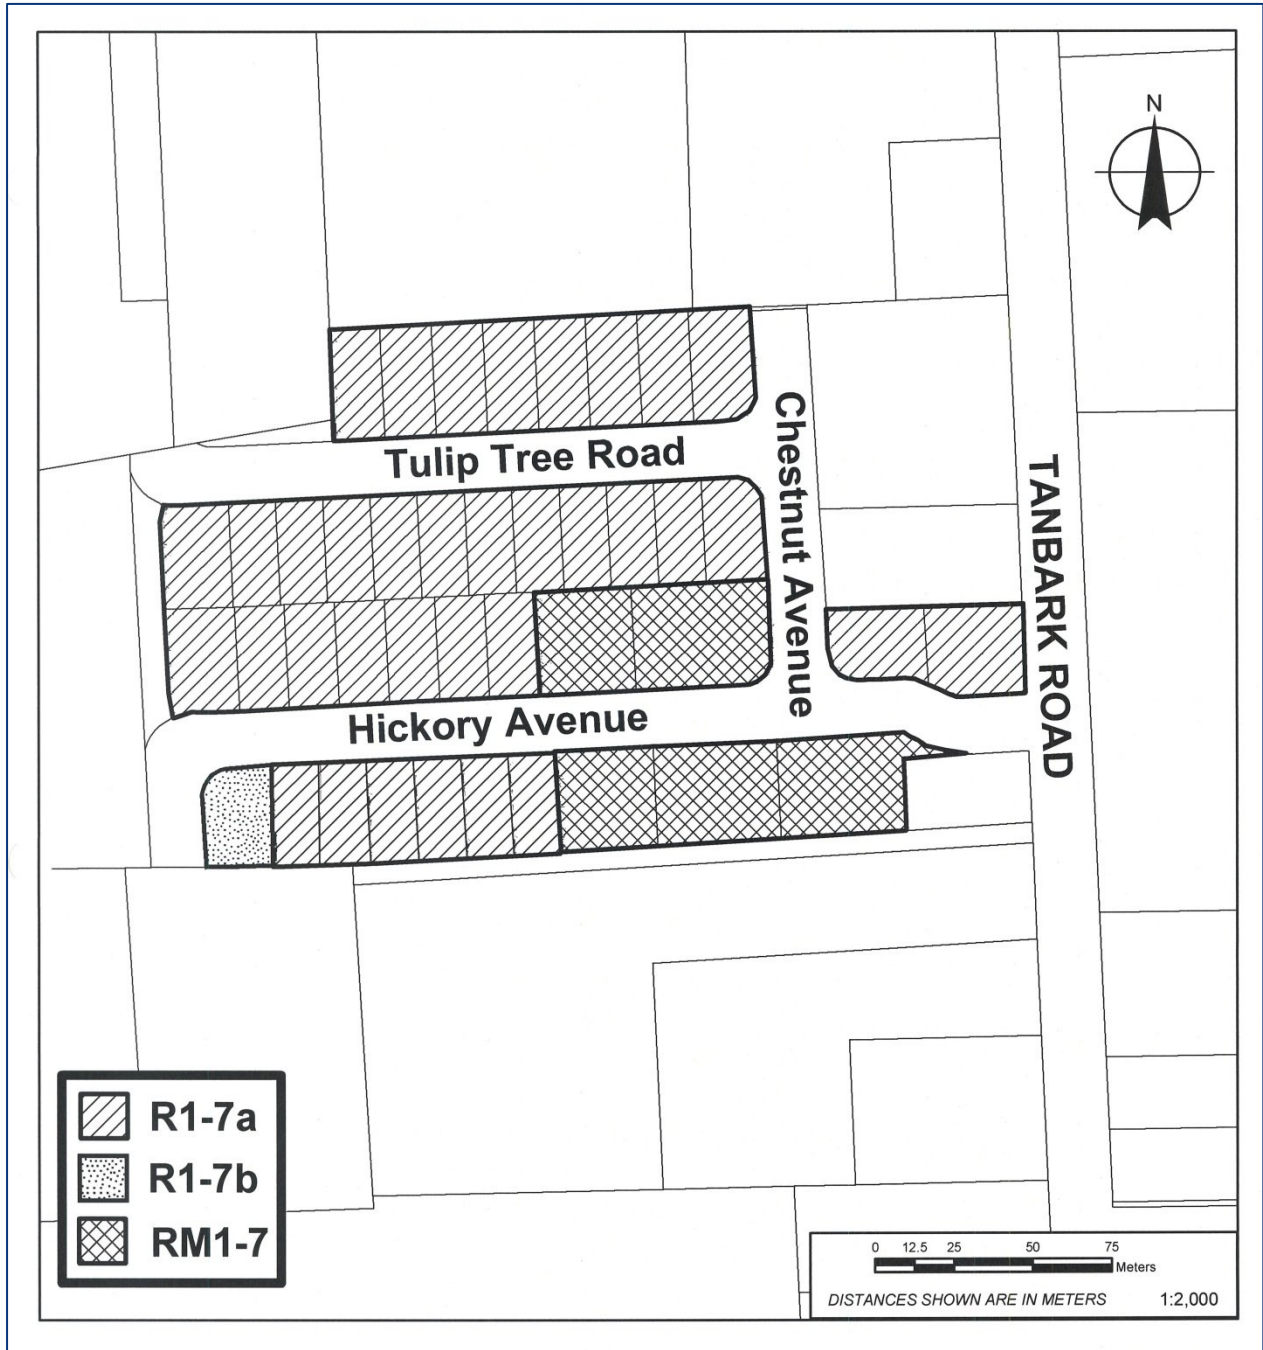 N
Tulip Tree Road
Chestnut Avenue
TANBARK ROAD
Hickory Avenue
R1-7a
R1-7b
RM1-7
0 12.5 25 50 75
Meters
DISTANCES SHOWN ARE IN METERS 1:2,000